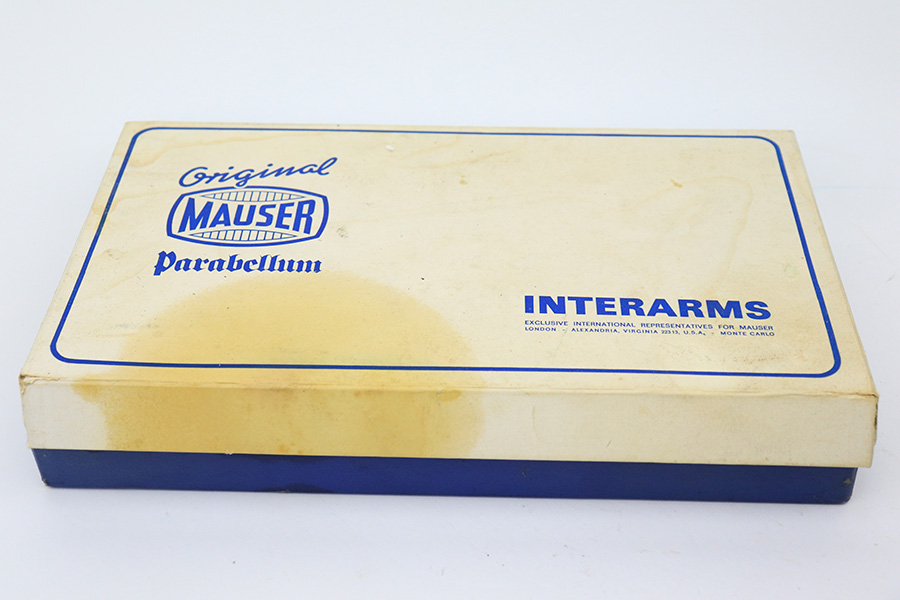 Original
MAUSER
Parabellum
INTERARMS
EXCLUSIVE INTERNATIONAL REPRESENTATIVES FOR MAUSER
LONDON - ALEXANDRIA, VIRGINIA 22313, U.S.A. - MONTE CARLO